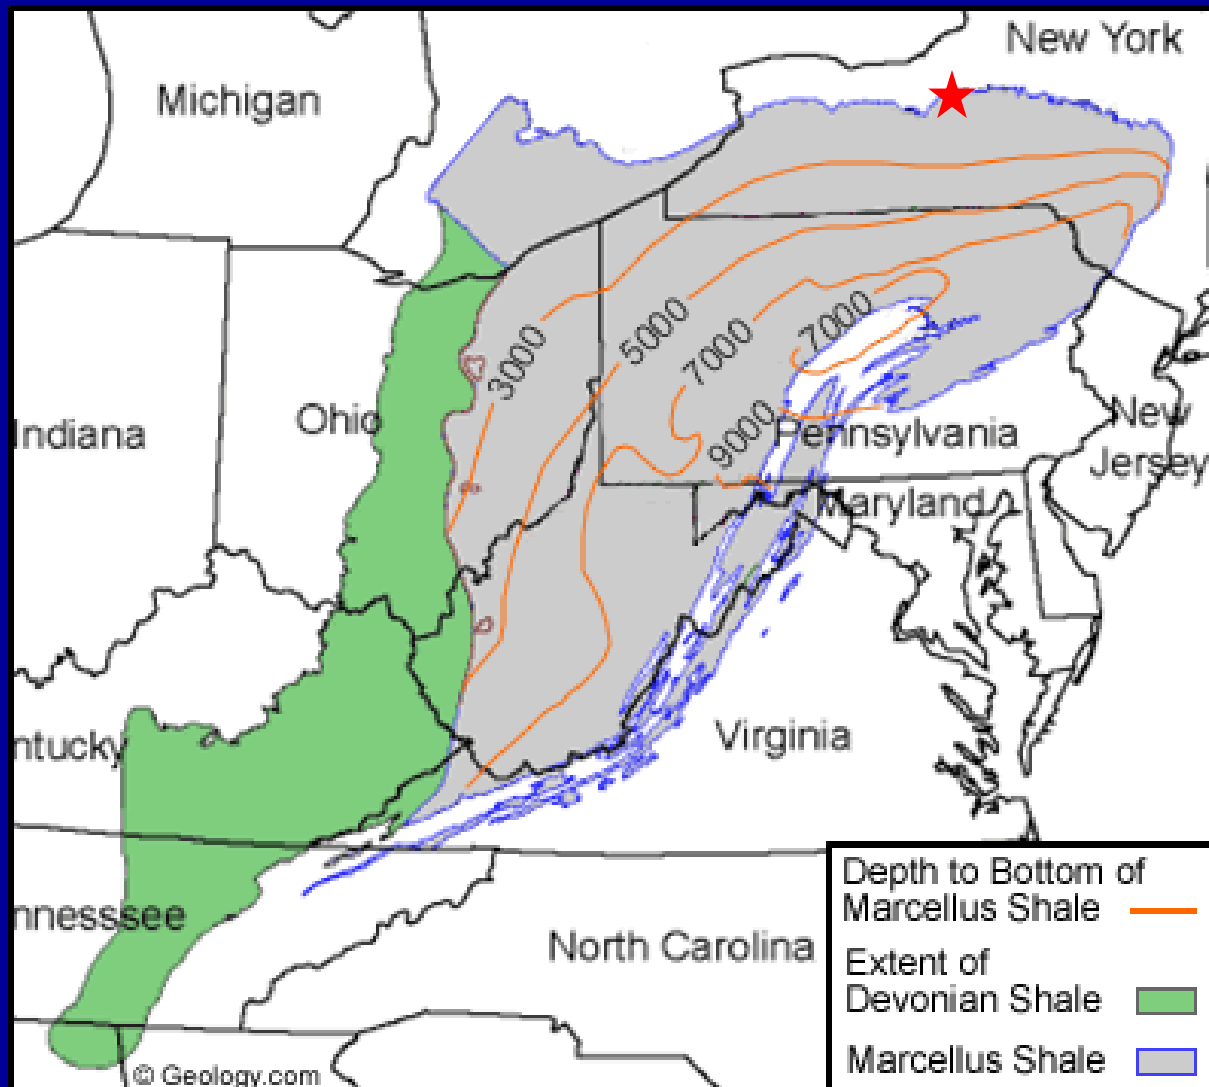 New York
Michigan
3000
5000
7000
7000
9000
Indiana
Ohio
Pennsylvania
New
Jersey
Maryland
Virginia
ntucky
nnesssee
North Carolina
Depth to Bottom of
Marcellus Shale
Extent of
Devonian Shale
Marcellus Shale
© Geology.com